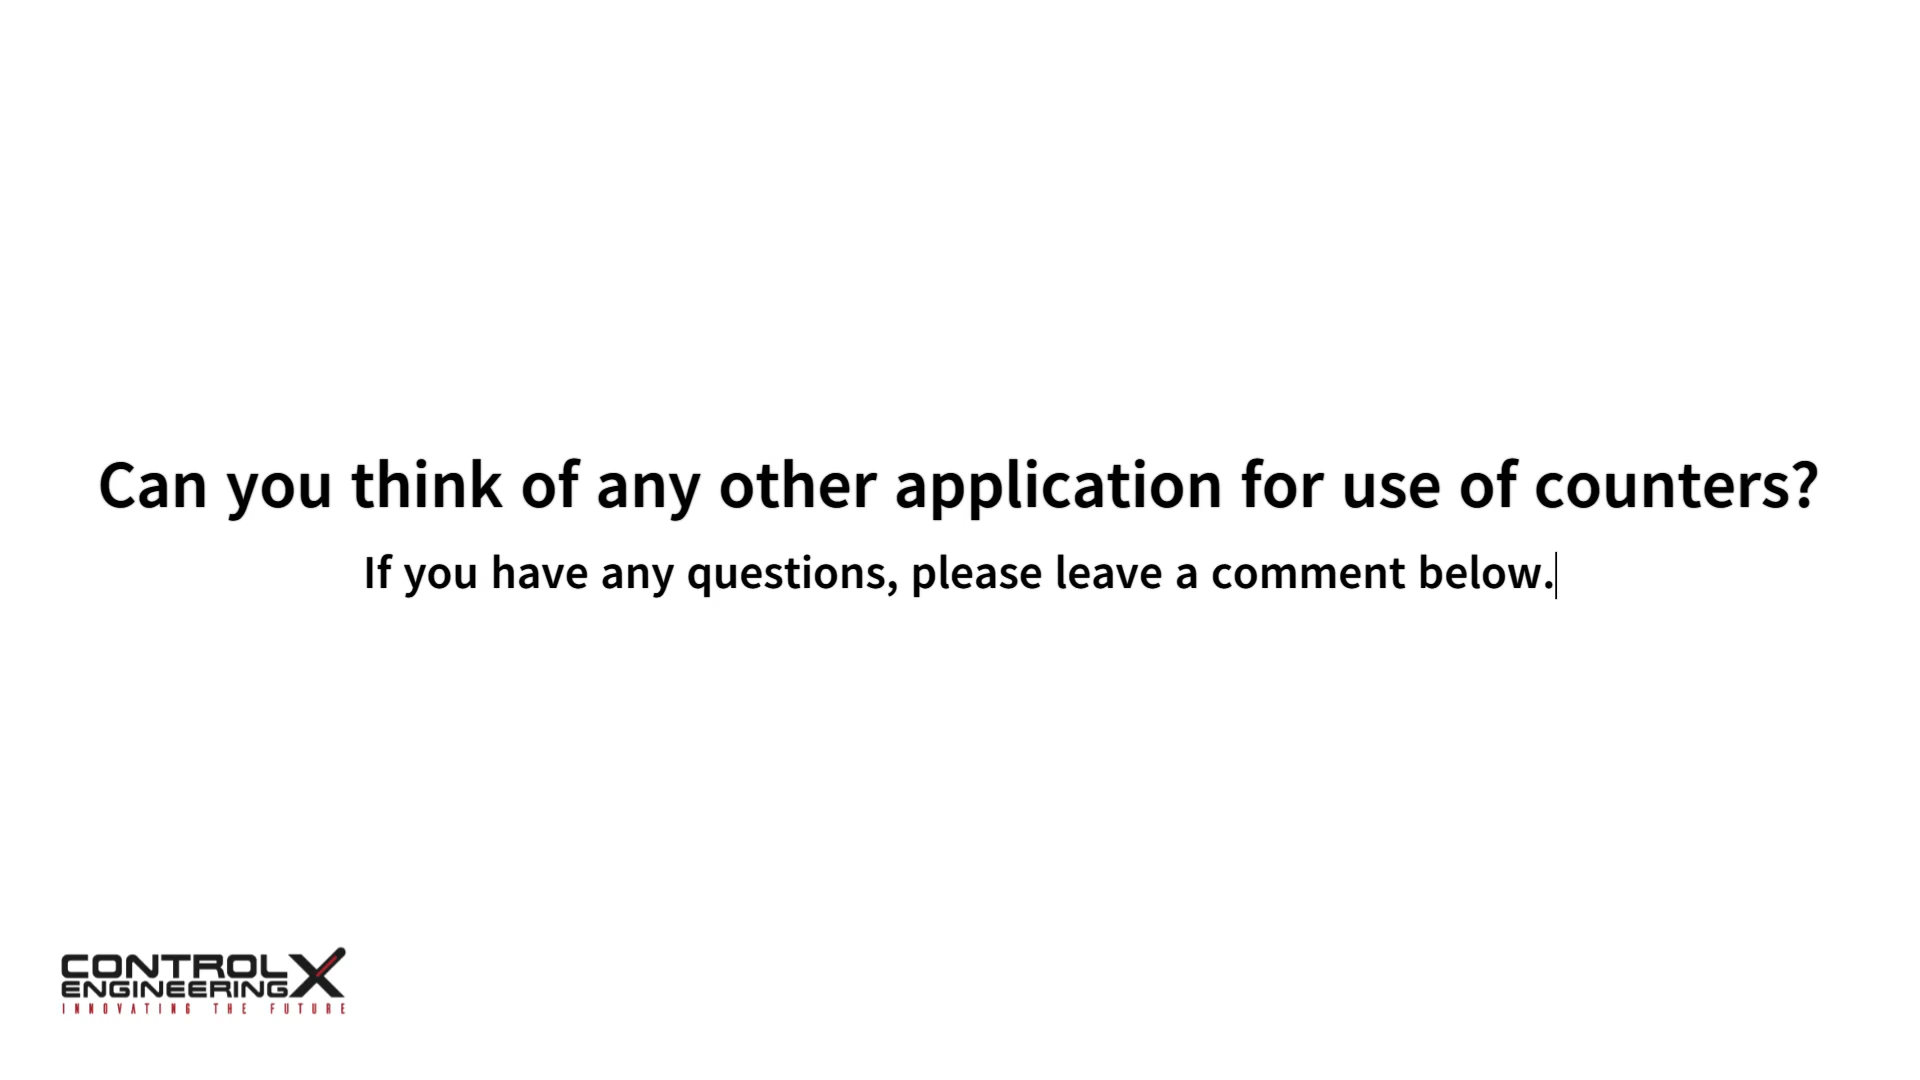 Can you think of any other application for use of counters?
If you have any questions, please leave a comment below.
CONTROL X
ENGINEERING
INNOVATING THE FUTURE